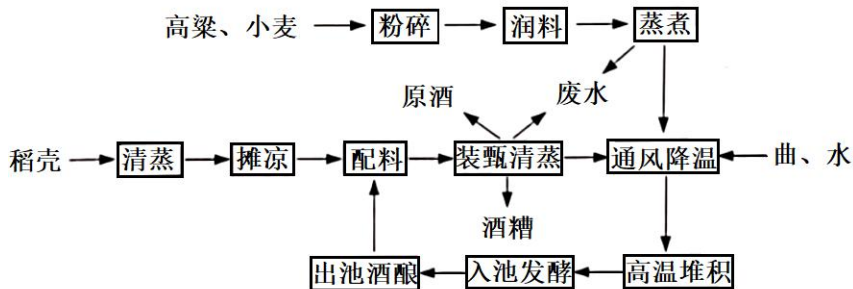 高粱、小麦
粉碎
润料
蒸煮
原酒
废水
稻壳
清蒸
摊凉
配料
装甑清蒸
通风降温
曲、水
酒糟
出池酒酿
入池发酵
高温堆积